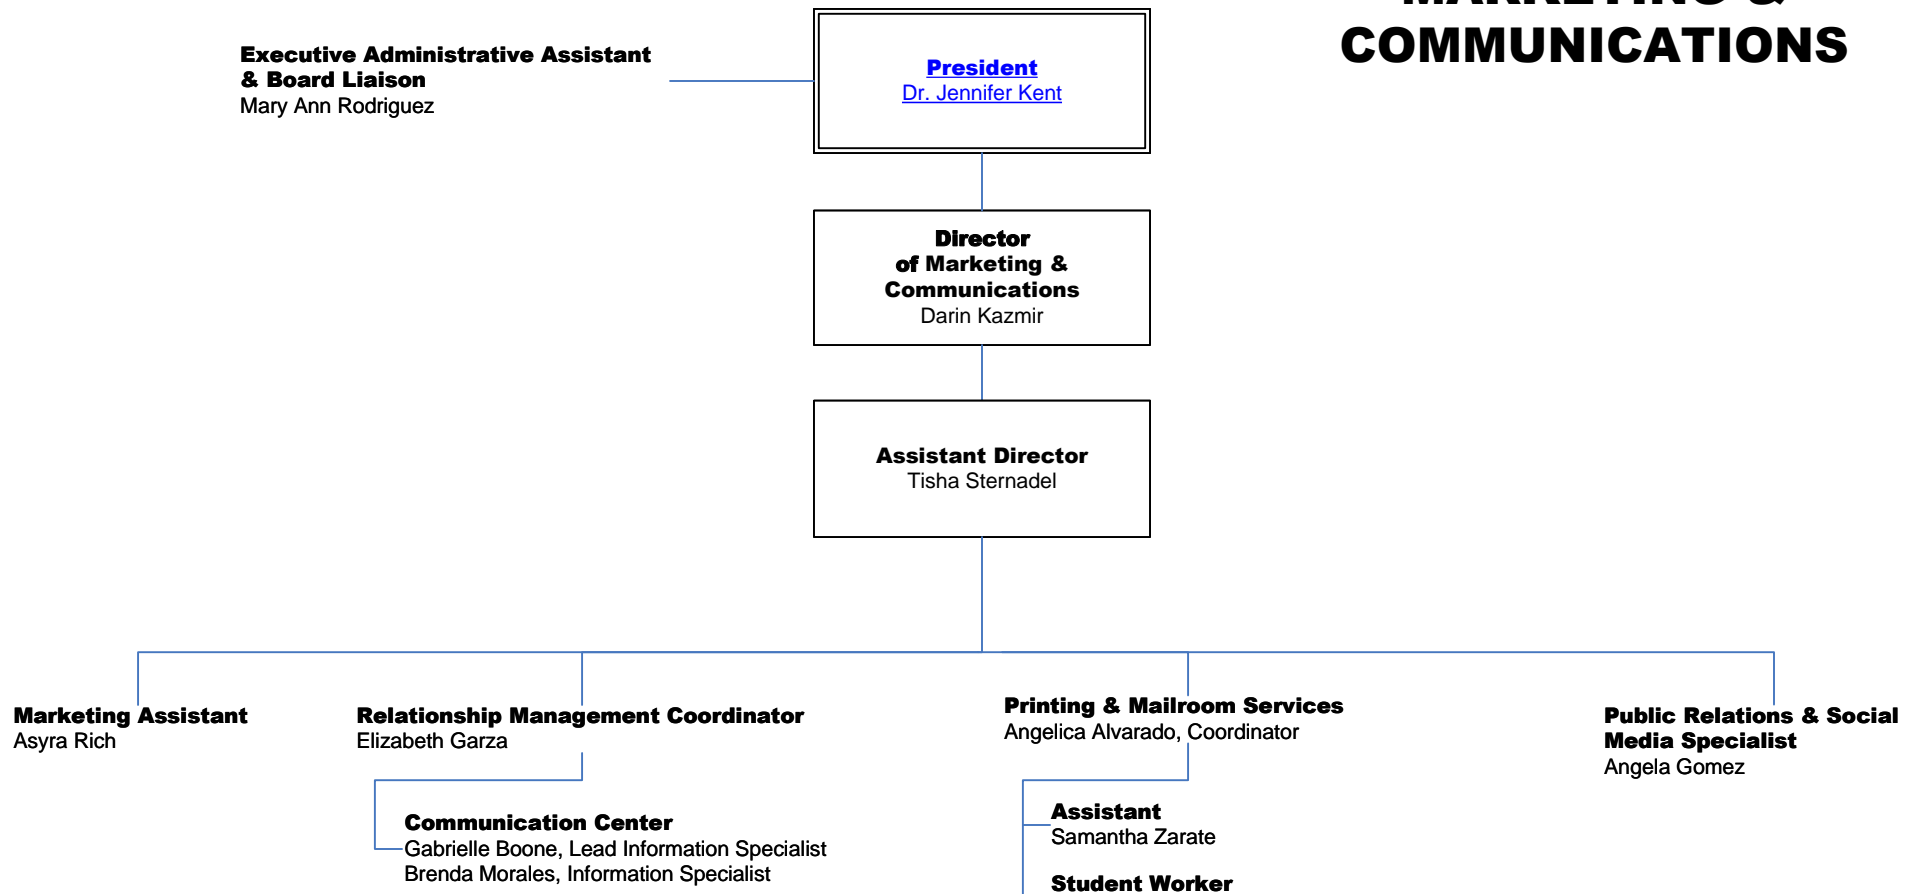 MARKETING &
COMMUNICATIONS
Executive Administrative Assistant
& Board Liaison
Mary Ann Rodriguez
President
Dr. Jennifer Kent
Director
of Marketing &
Communications
Darin Kazmir
Assistant Director
Tisha Sternadel
Marketing Assistant
Asyra Rich
Relationship Management Coordinator
Elizabeth Garza
Communication Center
Gabrielle Boone, Lead Information Specialist
Brenda Morales, Information Specialist
Printing & Mailroom Services
Angelica Alvarado, Coordinator
Assistant
Samantha Zarate
Student Worker
Public Relations & Social
Media Specialist
Angela Gomez